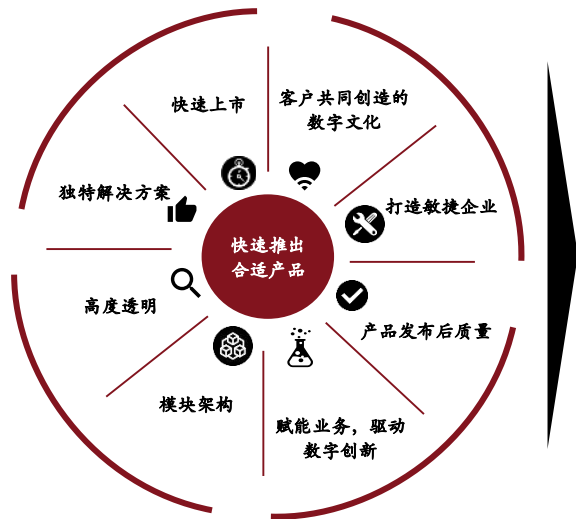 快速上市
客户共同创造的
数字文化
独特解决方案
打造敏捷企业
快速推出
合适产品
高度透明
产品发布后质量
模块架构
赋能业务，驱动
数字创新